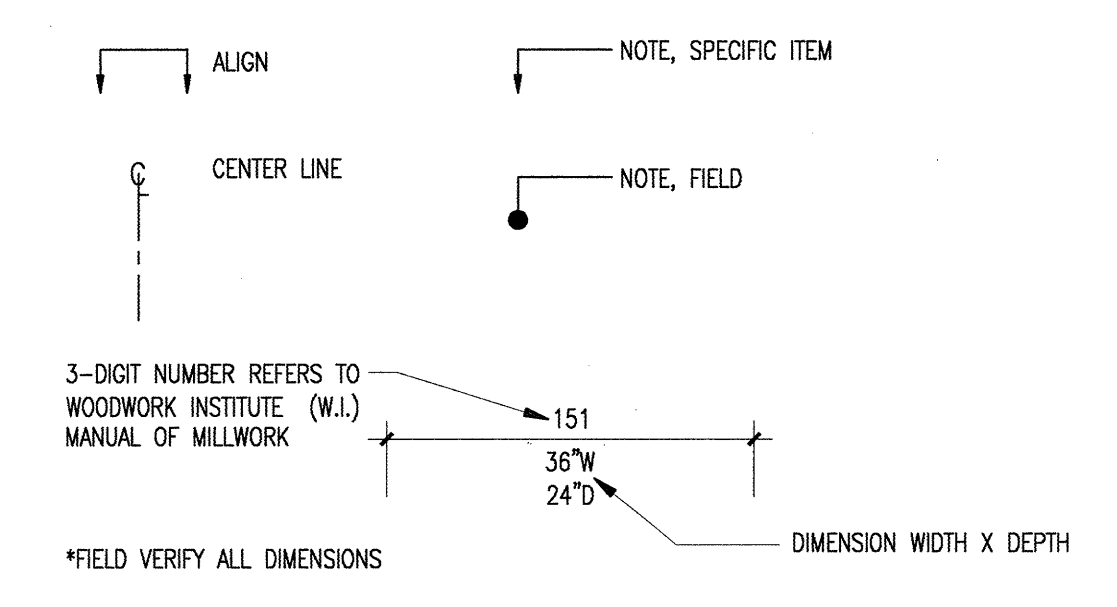 ALIGN
NOTE, SPECIFIC ITEM
℄
CENTER LINE
NOTE, FIELD
3-DIGIT NUMBER REFERS TO
WOODWORK INSTITUTE (W.I.)
MANUAL OF MILLWORK
151
36"W
24"D
DIMENSION WIDTH X DEPTH
*FIELD VERIFY ALL DIMENSIONS